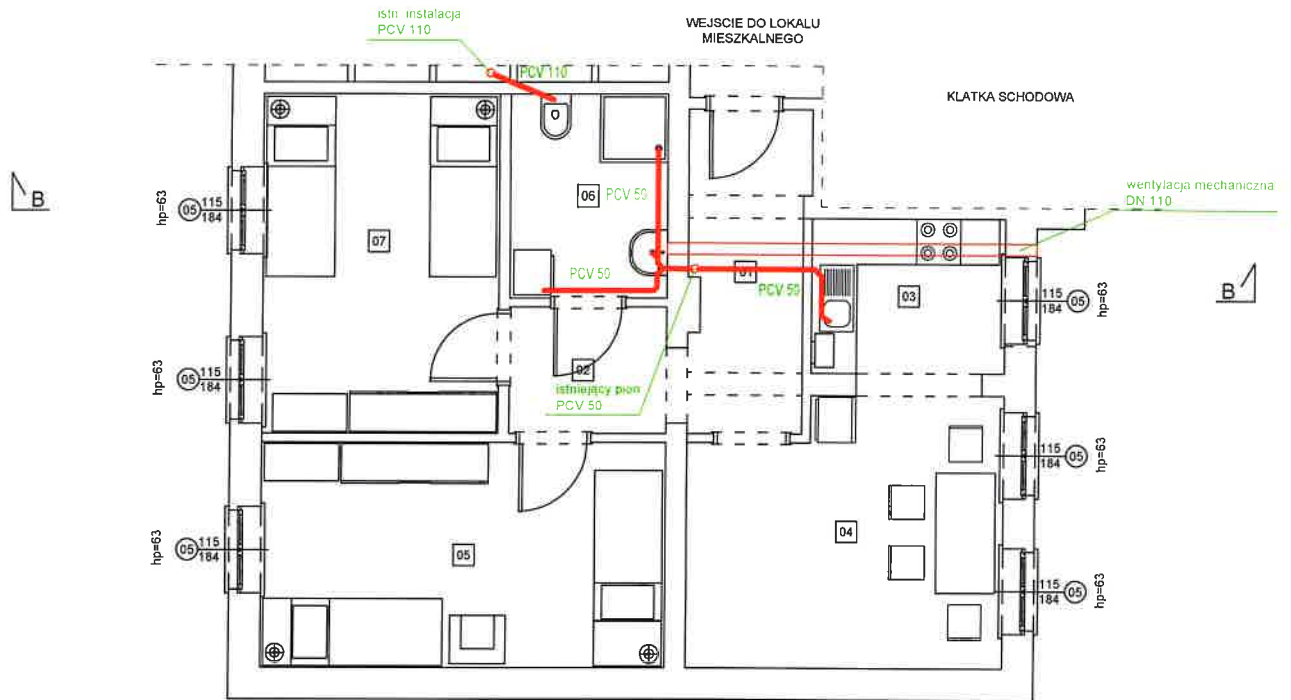 istn. instalacja
PCV 110
WEJSCIE DO LOKALU
MIESZKALNEGO
PCV 110
KLATKA SCHODOWA
wentylacja mechaniczna
DN 110
B
hp=63
05
115
184
06
PCV 50
07
01
PCV 50
PCV 50
03
B
115
184
05
hp=63
hp=63
05
115
184
02
istniejący pion
PCV 50
115
184
05
hp=63
04
hp=63
05
115
184
05
115
184
05
hp=63